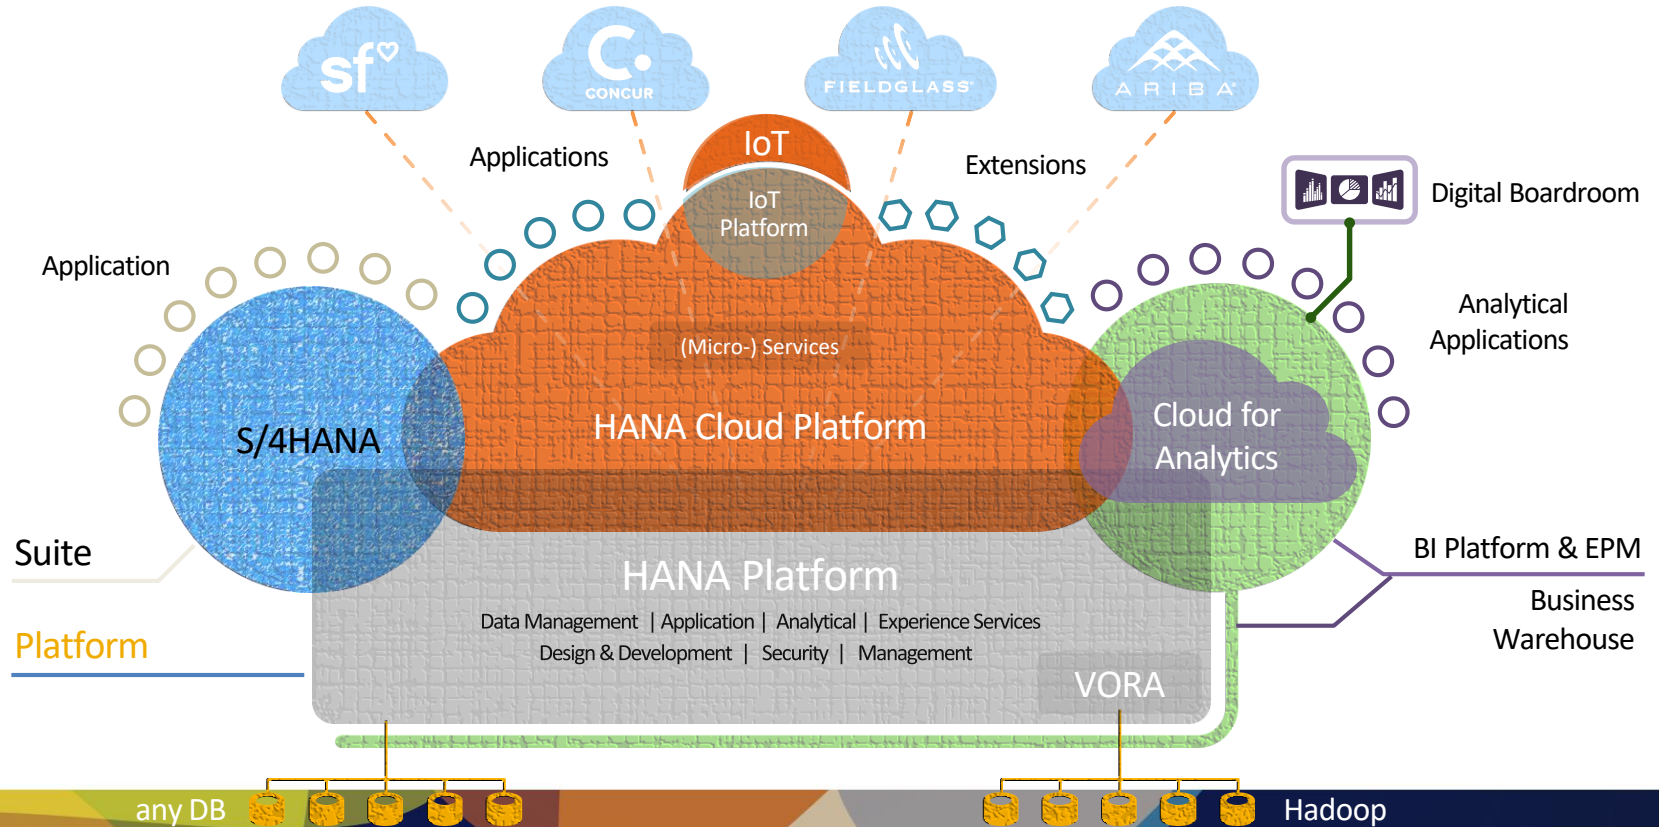 sf
CONCUR
FIELDGLASS
ARIBA
IoT
Applications
Extensions
IoT
Platform
Digital Boardroom
Application
Analytical
Applications
(Micro-) Services
S/4HANA
HANA Cloud Platform
Cloud for
Analytics
Suite
BI Platform & EPM
HANA Platform
Business
Warehouse
Data Management | Application | Analytical | Experience Services
Design & Development | Security | Management
Platform
VORA
any DB
Hadoop